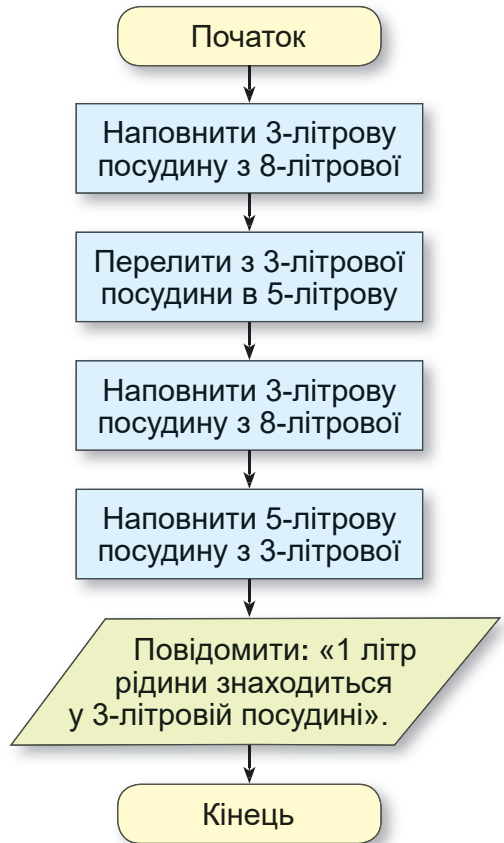 Початок
Наповнити 3-літрову
посудину з 8-літрової
Перелити з 3-літрової
посудини в 5-літрову
Наповнити 3-літрову
посудину з 8-літрової
Наповнити 5-літрову
посудину з 3-літрової
Повідомити: «1 літр
рідини знаходиться
у 3-літровій посудині».
Кінець